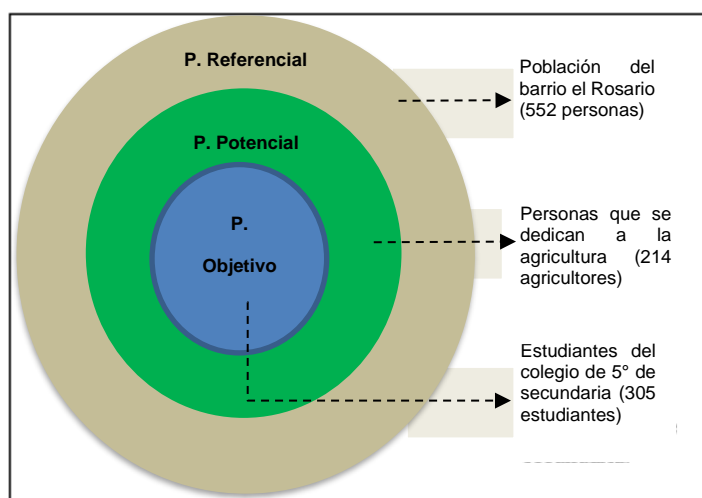 P. Referencial
P. Potencial
P.
Objetivo
Población del
barrio el Rosario
(552 personas)
Personas que se
dedican a la
agricultura (214
agricultores)
Estudiantes del
colegio de 5° de
secundaria (305
estudiantes)